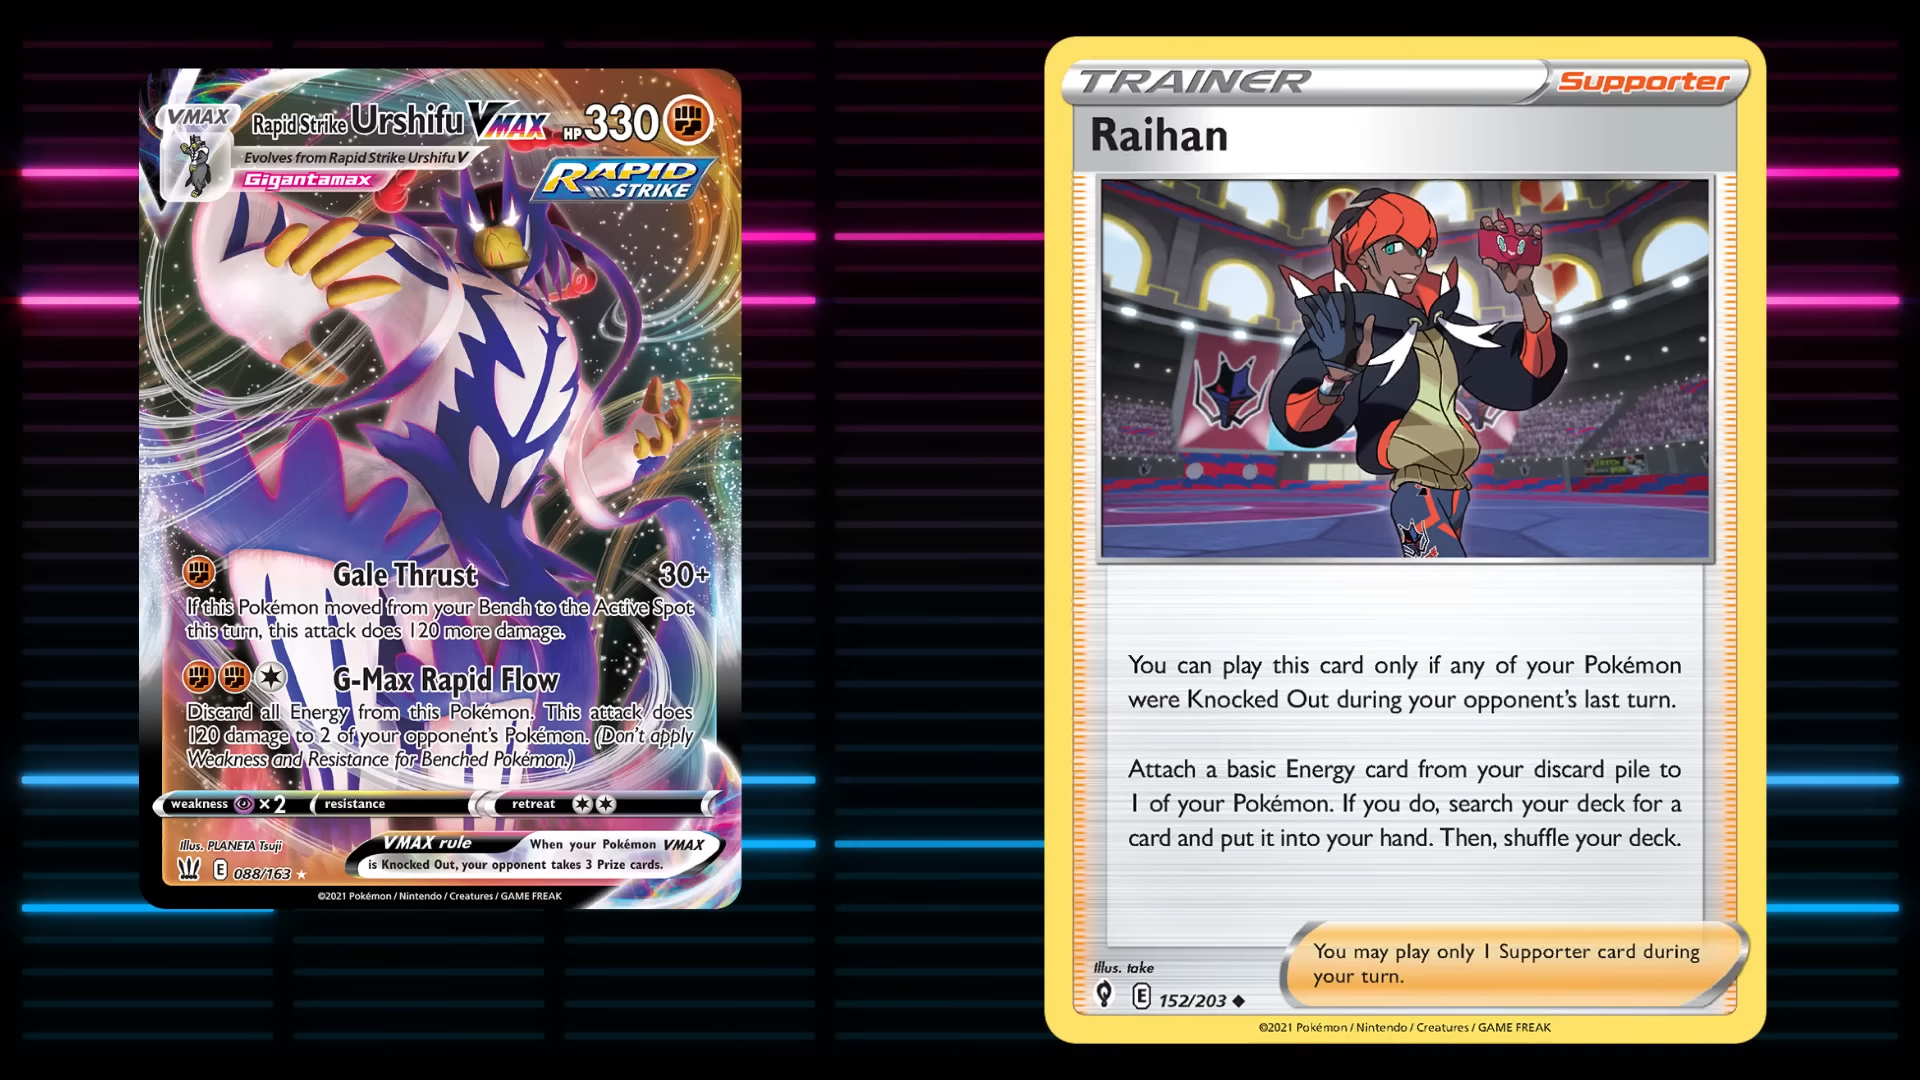 VMAX
Rapid Strike Urshifu VMAX HP 330
Evolves from Rapid Strike Urshifu V
Gigantamax
RAPID
STRIKE
Gale Thrust 30+
If this Pokémon moved from your Bench to the Active Spot
this turn, this attack does 120 more damage.
G-Max Rapid Flow
Discard all Energy from this Pokémon. This attack does
120 damage to 2 of your opponent's Pokémon. (Don't apply
Weakness and Resistance for Benched Pokémon.)
weakness ×2 resistance retreat
Illus. PLANETA Tsuji
VMAX rule When your Pokémon VMAX
is Knocked Out, your opponent takes 3 Prize cards.
E 088/163
©2021 Pokémon / Nintendo / Creatures / GAME FREAK
TRAINER Supporter
Raihan
You can play this card only if any of your Pokémon
were Knocked Out during your opponent's last turn.
Attach a basic Energy card from your discard pile to
1 of your Pokémon. If you do, search your deck for a
card and put it into your hand. Then, shuffle your deck.
You may play only 1 Supporter card during
your turn.
Illus. take
E 152/203
©2021 Pokémon / Nintendo / Creatures / GAME FREAK